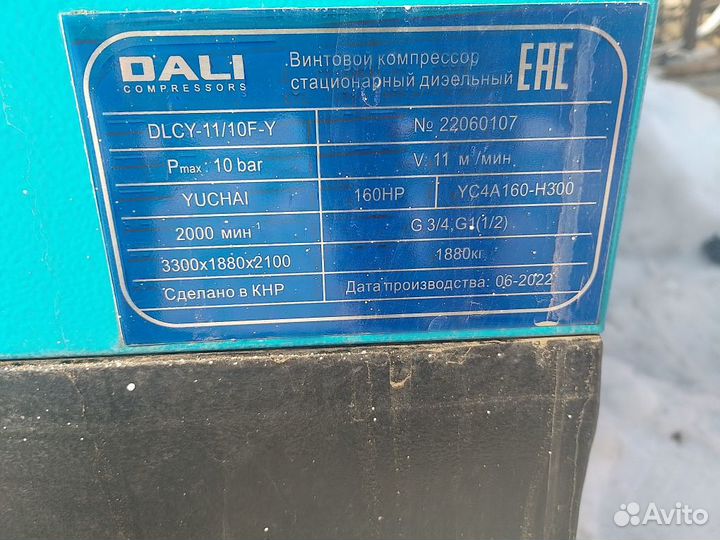 DALI
COMPRESSORS
Винтовой компрессор
стационарный дизельный
EAC
DLCY-11/10F-Y
№ 22060107
Pmax: 10 bar
V: 11 м³/мин
YUCHAI
160HP
YC4A160-H300
2000 мин⁻¹
G 3/4;G1(1/2)
3300x1880x2100
1880кг
Сделано в КНР
Дата производства: 06-2022
Avito